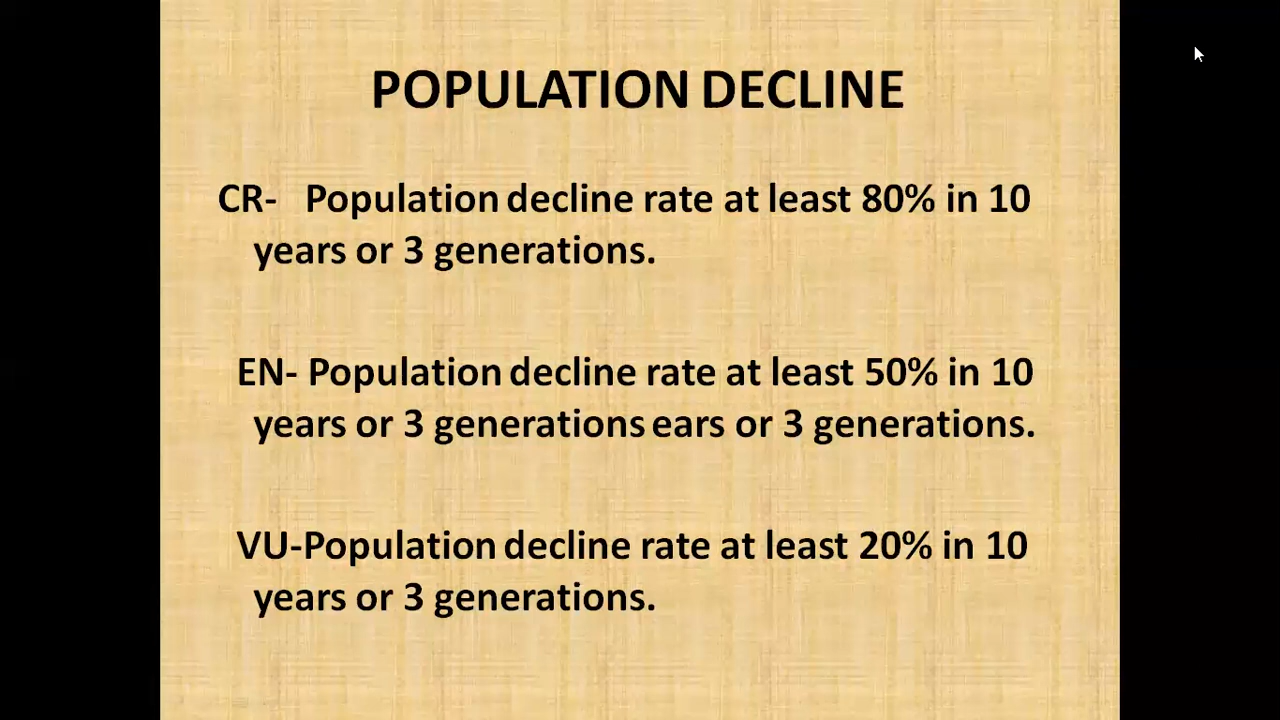 POPULATION DECLINE
CR- Population decline rate at least 80% in 10
years or 3 generations.
EN- Population decline rate at least 50% in 10
years or 3 generations ears or 3 generations.
VU-Population decline rate at least 20% in 10
years or 3 generations.